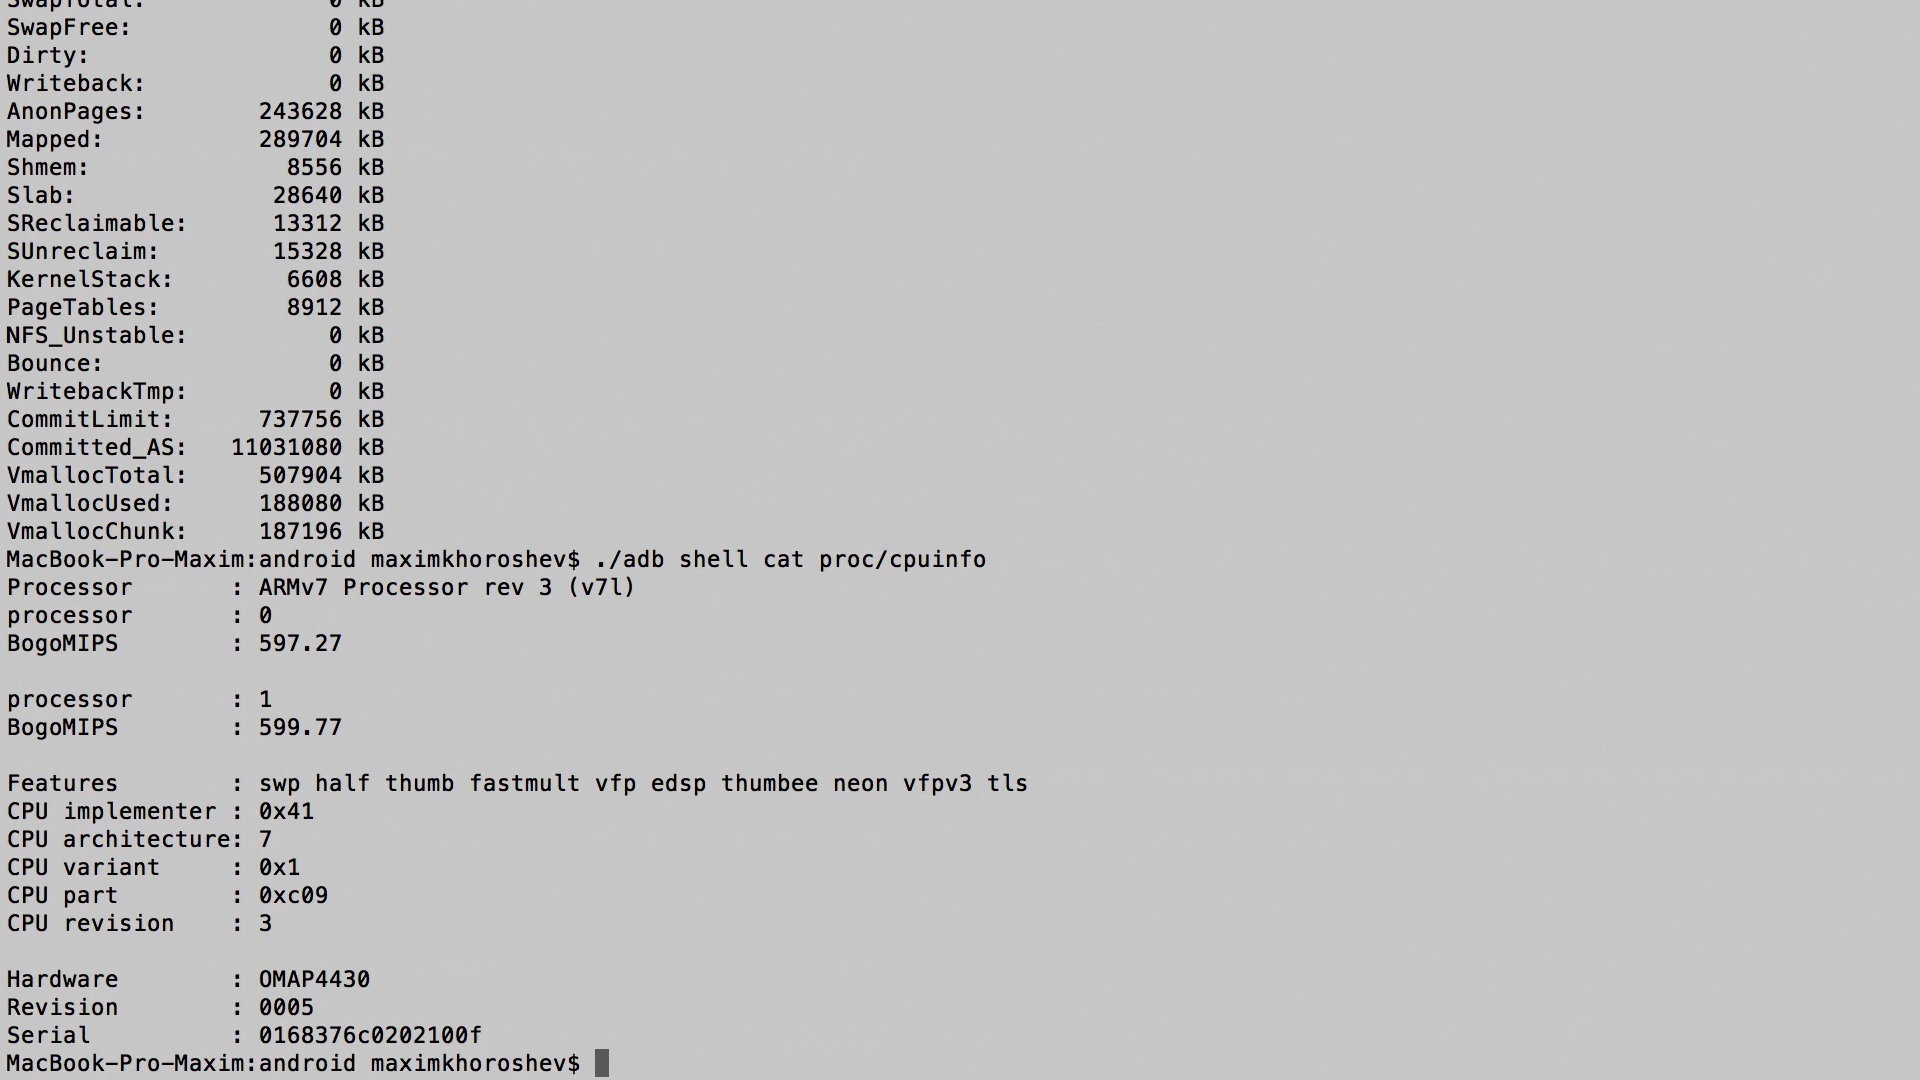 SwapTotal: 0 kB
SwapFree: 0 kB
Dirty: 0 kB
Writeback: 0 kB
AnonPages: 243628 kB
Mapped: 289704 kB
Shmem: 8556 kB
Slab: 28640 kB
SReclaimable: 13312 kB
SUnreclaim: 15328 kB
KernelStack: 6608 kB
PageTables: 8912 kB
NFS_Unstable: 0 kB
Bounce: 0 kB
WritebackTmp: 0 kB
CommitLimit: 737756 kB
Committed_AS: 11031080 kB
VmallocTotal: 507904 kB
VmallocUsed: 188080 kB
VmallocChunk: 187196 kB
MacBook-Pro-Maxim:android maximkhoroshev$ ./adb shell cat proc/cpuinfo
Processor : ARMv7 Processor rev 3 (v7l)
processor : 0
BogoMIPS : 597.27
processor : 1
BogoMIPS : 599.77
Features : swp half thumb fastmult vfp edsp thumbee neon vfpv3 tls
CPU implementer : 0x41
CPU architecture: 7
CPU variant : 0x1
CPU part : 0xc09
CPU revision : 3
Hardware : OMAP4430
Revision : 0005
Serial : 0168376c0202100f
MacBook-Pro-Maxim:android maximkhoroshev$